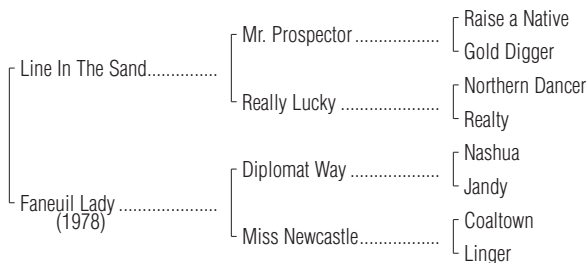 Raise a Native
Mr. Prospector ..................
Gold Digger
Line In The Sand...............
Northern Dancer
Really Lucky .....................
Realty
Nashua
Diplomat Way ...................
Jandy
Faneuil Lady .....................
(1978)
Coaltown
Miss Newcastle.................
Linger